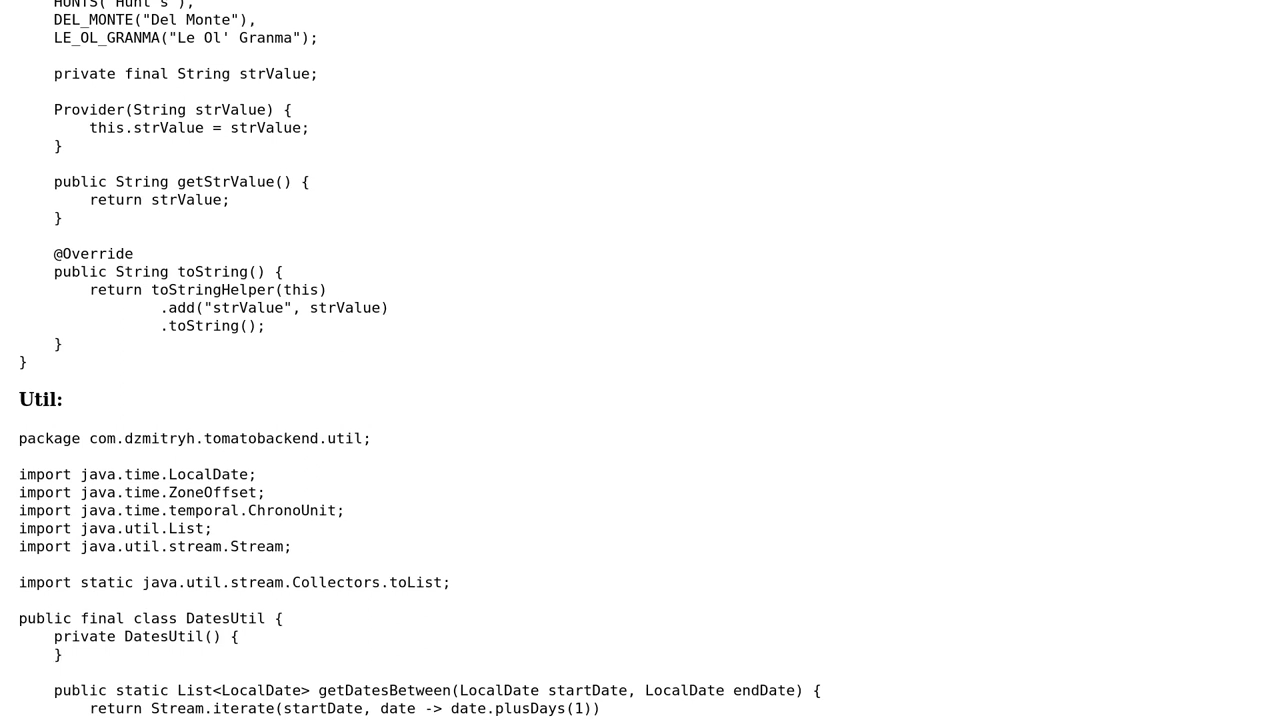 HUNTS("Hunt's"),
DEL_MONTE("Del Monte"),
LE_OL_GRANMA("Le Ol' Granma");
private final String strValue;
Provider(String strValue) {
this.strValue = strValue;
}
public String getStrValue() {
return strValue;
}
@Override
public String toString() {
return toStringHelper(this)
.add("strValue", strValue)
.toString();
}
}
Util:
package com.dzmitryh.tomatobackend.util;
import java.time.LocalDate;
import java.time.ZoneOffset;
import java.time.temporal.ChronoUnit;
import java.util.List;
import java.util.stream.Stream;
import static java.util.stream.Collectors.toList;
public final class DatesUtil {
private DatesUtil() {
}
public static List<LocalDate> getDatesBetween(LocalDate startDate, LocalDate endDate) {
return Stream.iterate(startDate, date -> date.plusDays(1))